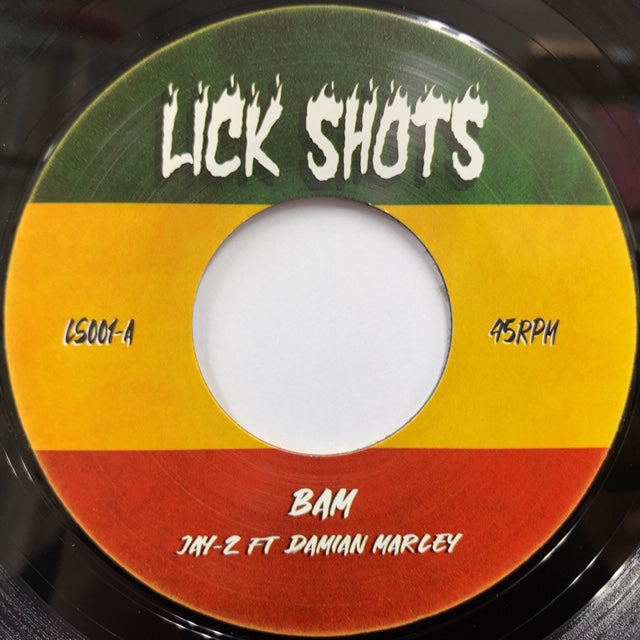 LICK SHOTS
LS001-A
45RPM
BAM
JAY-Z FT DAMIAN MARLEY